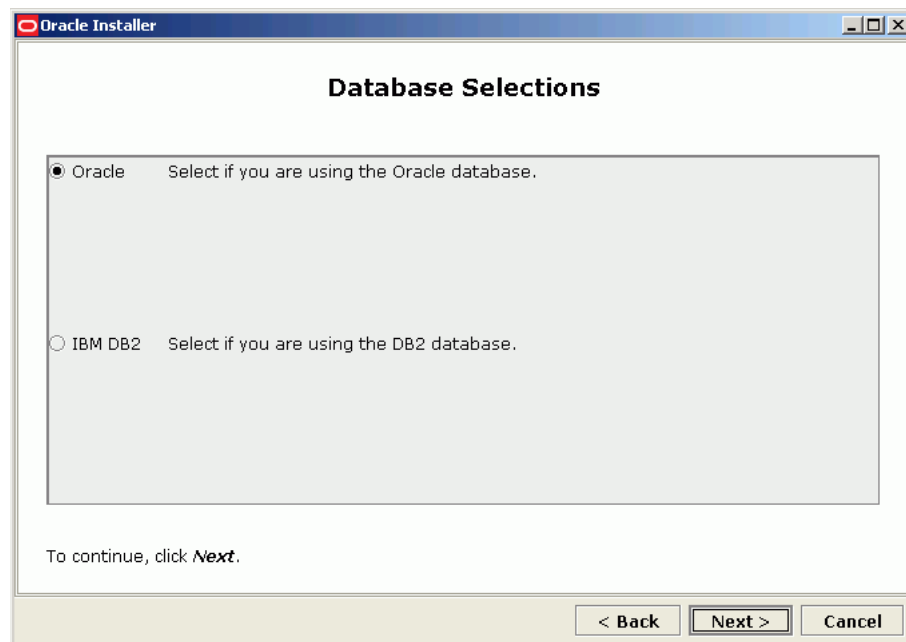 Oracle Installer
Database Selections
Oracle Select if you are using the Oracle database.
IBM DB2 Select if you are using the DB2 database.
To continue, click Next.
< Back Next > Cancel